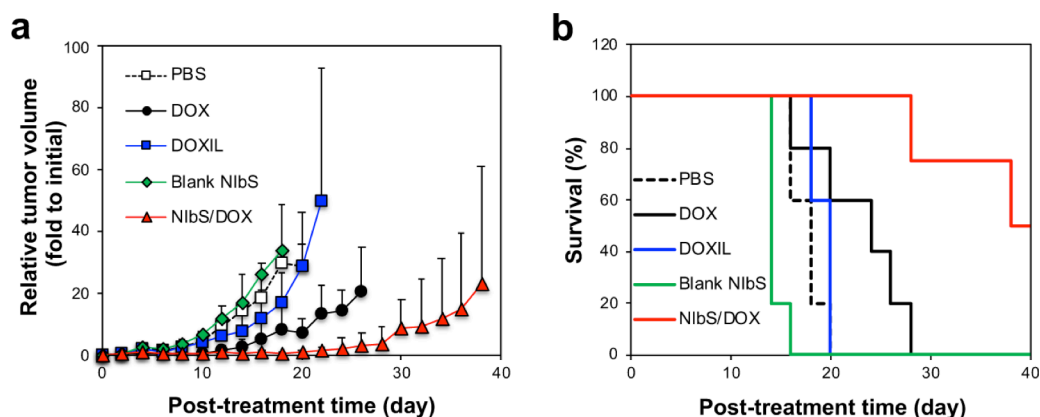 a
Relative tumor volume
(fold to initial)
100
80
60
40
20
0
PBS
DOX
DOXIL
Blank NIbS
NIbS/DOX
0 10 20 30 40
Post-treatment time (day)
b
Survival (%)
120
100
80
60
40
20
0
PBS
DOX
DOXIL
Blank NIbS
NIbS/DOX
0 10 20 30 40
Post-treatment time (day)